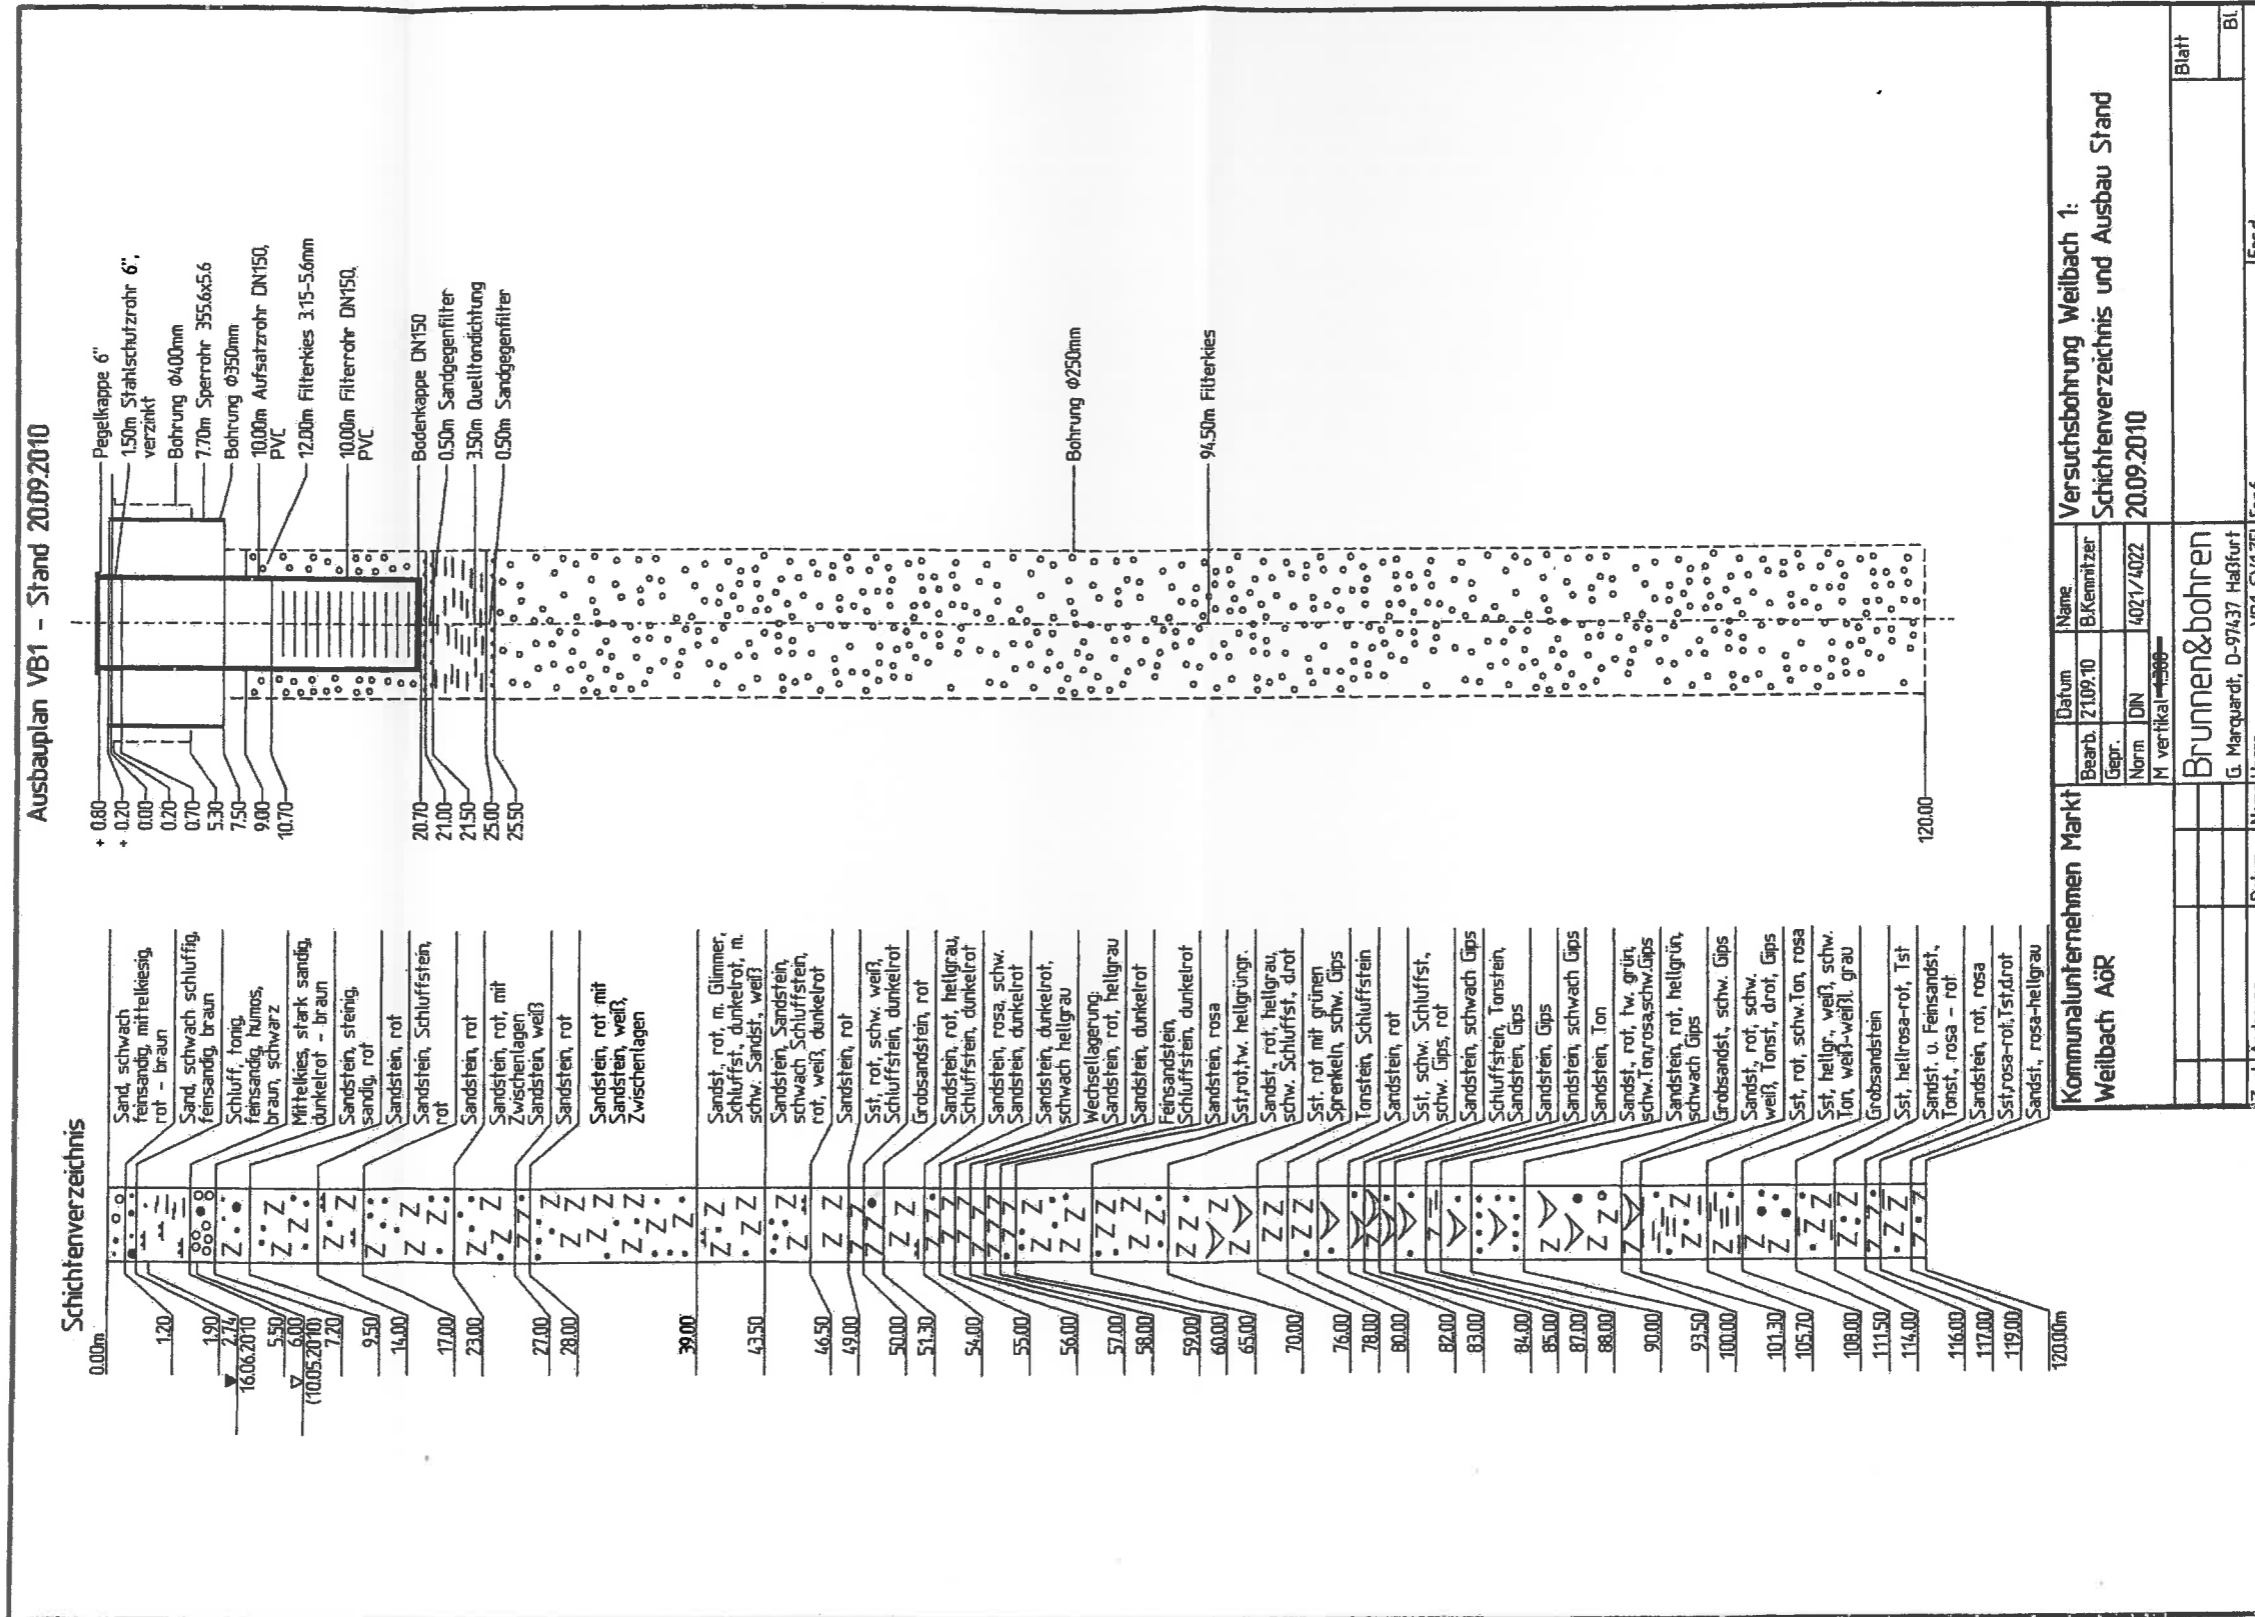 Ausbauplan VB1 - Stand 20.09.2010
+ 0.80
+ 0.20
0.00
0.20
0.70
5.30
7.50
9.00
10.70
20.70
21.00
21.50
25.00
25.50
120.00
Pegelkappe 6"
1.50m Stahlschutzrohr 6",
verzinkt
Bohrung Φ400mm
7.70m Sperrohr 355.6x5.6
Bohrung Φ350mm
10.00m Aufsatzrohr DN150,
PVC
12.00m Filterkies 3.15-5.6mm
10.00m Filterrohr DN150,
PVC
Bodenkappe DN150
0.50m Sandgegenfilter
3.50m Quelltondichtung
0.50m Sandgegenfilter
Bohrung Φ250mm
94.50m Filterkies
Schichtenverzeichnis
0.00m
1.20
1.90
2.74
16.06.2010
5.50
6.00
(10.05.2010)
7.20
9.50
14.00
17.00
23.00
27.00
28.00
39.00
43.50
46.50
49.00
50.00
51.30
54.00
55.00
56.00
57.00
58.00
59.00
60.00
65.00
70.00
76.00
78.00
80.00
82.00
83.00
84.00
85.00
87.00
88.00
90.00
93.50
100.00
101.30
105.70
108.00
111.50
114.00
116.00
117.00
119.00
120.00m
Sand, schwach
feinsandig, mittelkiesig,
rot - braun
Sand, schwach schluffig,
feinsandig, braun
Schluff, tonig,
feinsandig, humos,
braun, schwarz
Mittelkies, stark sandig,
dunkelrot - braun
Sandstein, steinig,
sandig, rot
Sandstein, rot
Sandstein, Schluffstein,
rot
Sandstein, rot
Sandstein, rot, mit
Zwischenlagen
Sandstein, weiß
Sandstein, rot
Sandstein, rot mit
Sandstein, weiß,
Zwischenlagen
Sandst., rot, m. Glimmer,
Schluffst., dunkelrot, m.
schw. Sandst., weiß
Sandstein, Sandstein,
schwach Schluffstein,
rot, weiß, dunkelrot
Sandstein, rot
Sst, rot, schw. weiß,
Schluffstein, dunkelrot
Grobsandstein, rot
Sandstein, rot, hellgrau,
Schluffstein, dunkelrot
Sandstein, rosa, schw.
Sandstein, dunkelrot
Sandstein, dunkelrot,
schwach hellgrau
Wechsellagerung:
Sandstein, rot, hellgrau
Sandstein, dunkelrot
Feinsandstein,
Schluffstein, dunkelrot
Sandstein, rosa
Sst,rot,tw. hellgrüngr.
Sandst, rot, hellgrau,
schw. Schluffst., d.rot
Sst. rot mit grünen
Sprenkeln, schw. Gips
Tonstein, Schluffstein
Sandstein, rot
Sst, schw. Schluffst.,
schw. Gips, rot
Sandstein, schwach Gips
Schluffstein, Tonstein,
Sandstein, Gips
Sandstein, Gips
Sandstein, schwach Gips
Sandstein, Ton
Sandst., rot, tw. grün,
schw.Ton,rosa,schw.Gips
Sandstein, rot, hellgrün,
schwach Gips
Grobsandst., schw. Gips
Sandst., rot, schw.
weiß, Tonst., d.rot, Gips
Sst, rot, schw.Ton, rosa
Sst, hellgr., weiß, schw.
Ton, weiß-weißl. grau
Grobsandstein
Sst. hellrosa-rot, Tst
Sandst. u. Feinsandst.,
Tonst., rosa - rot
Sandstein, rot, rosa
Sst,rosa-rot,Tst,d.rot
Sandst., rosa-hellgrau
Kommunalunternehmen Markt
Weilbach AöR
Datum Name
Bearb. 21.09.10 B.Kemnitzer
Gepr.
Norm DIN 4021/4022
M vertikal 1:300
Versuchsbohrung Weilbach 1:
Schichtenverzeichnis und Ausbau Stand
20.09.2010
Brunnen&bohren
G. Marquardt, D-97437 Haßfurt
Blatt
Bl.